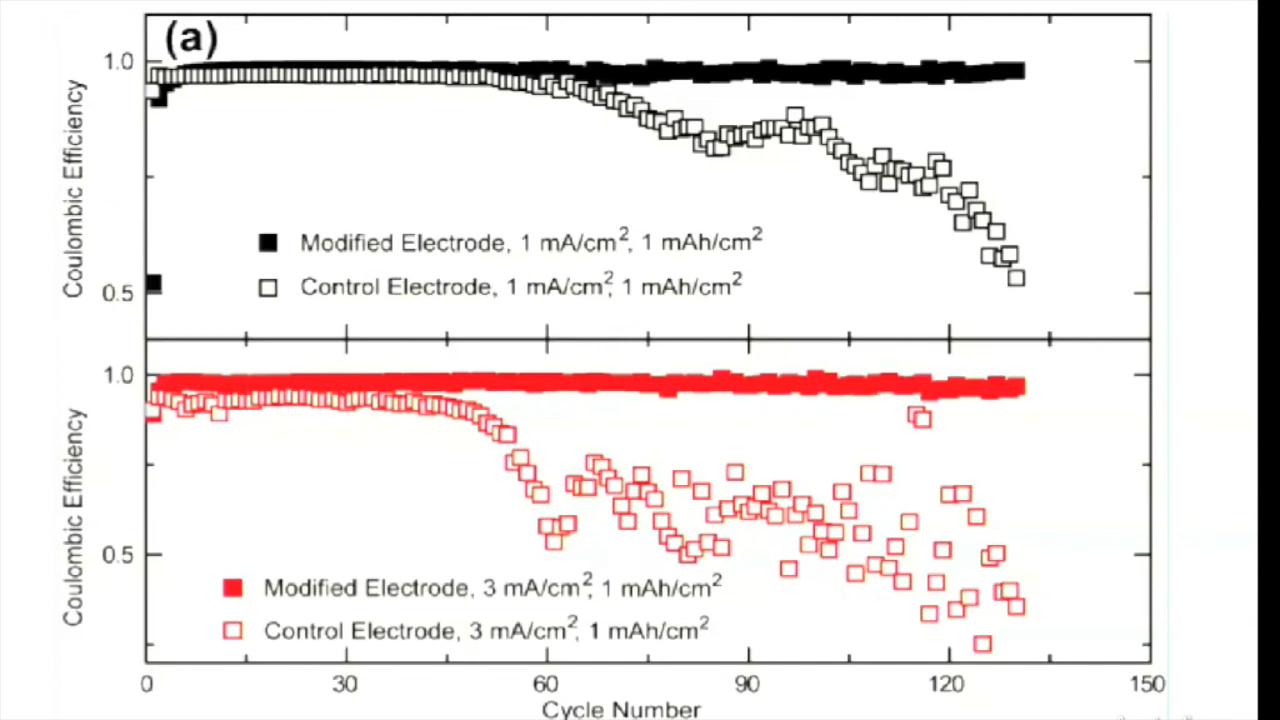 (a)
1.0
Coulombic Efficiency
Modified Electrode, 1 mA/cm², 1 mAh/cm²
Control Electrode, 1 mA/cm², 1 mAh/cm²
0.5
1.0
Coulombic Efficiency
0.5
Modified Electrode, 3 mA/cm², 1 mAh/cm²
Control Electrode, 3 mA/cm², 1 mAh/cm²
0 30 60 90 120 150
Cycle Number